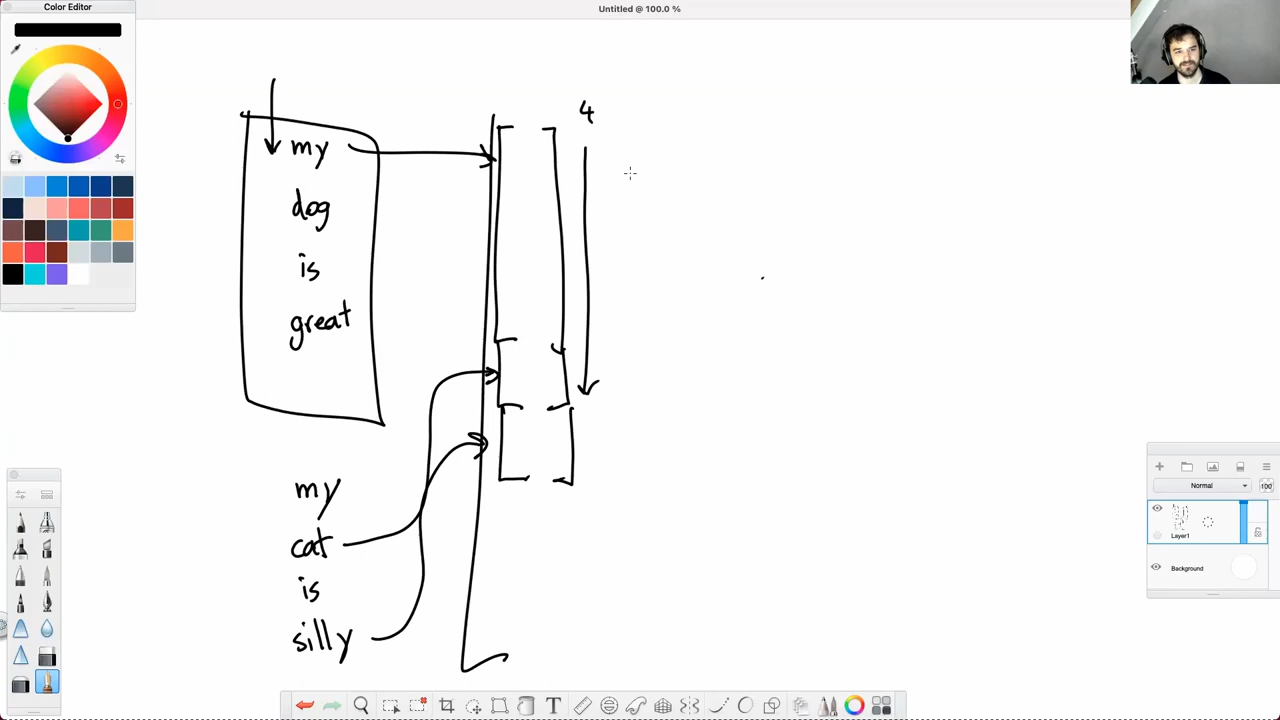 Color Editor
Untitled @ 100.0 %
4
my
dog
is
great
my
cat
is
silly
Normal
100
Layer1
Background
T